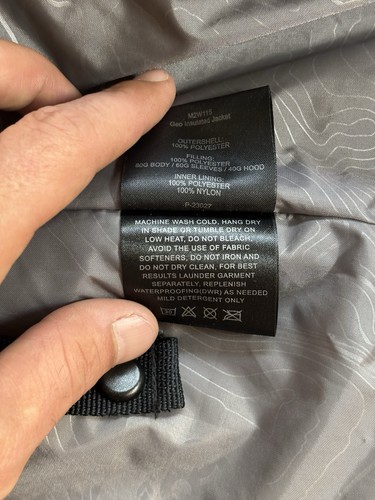 M2W115
Geo Insulated Jacket
OUTERSHELL:
100% POLYESTER
FILLING:
100% POLYESTER
90G BODY / 60G SLEEVES / 40G HOOD
INNER LINING:
100% POLYESTER
100% NYLON
P-23027
MACHINE WASH COLD, HANG DRY
IN SHADE OR TUMBLE DRY ON
LOW HEAT, DO NOT BLEACH,
AVOID THE USE OF FABRIC
SOFTENERS, DO NOT IRON AND
DO NOT DRY CLEAN, FOR BEST
RESULTS LAUNDER GARMENT
SEPARATELY, REPLENISH
WATERPROOFING(DWR) AS NEEDED
MILD DETERGENT ONLY